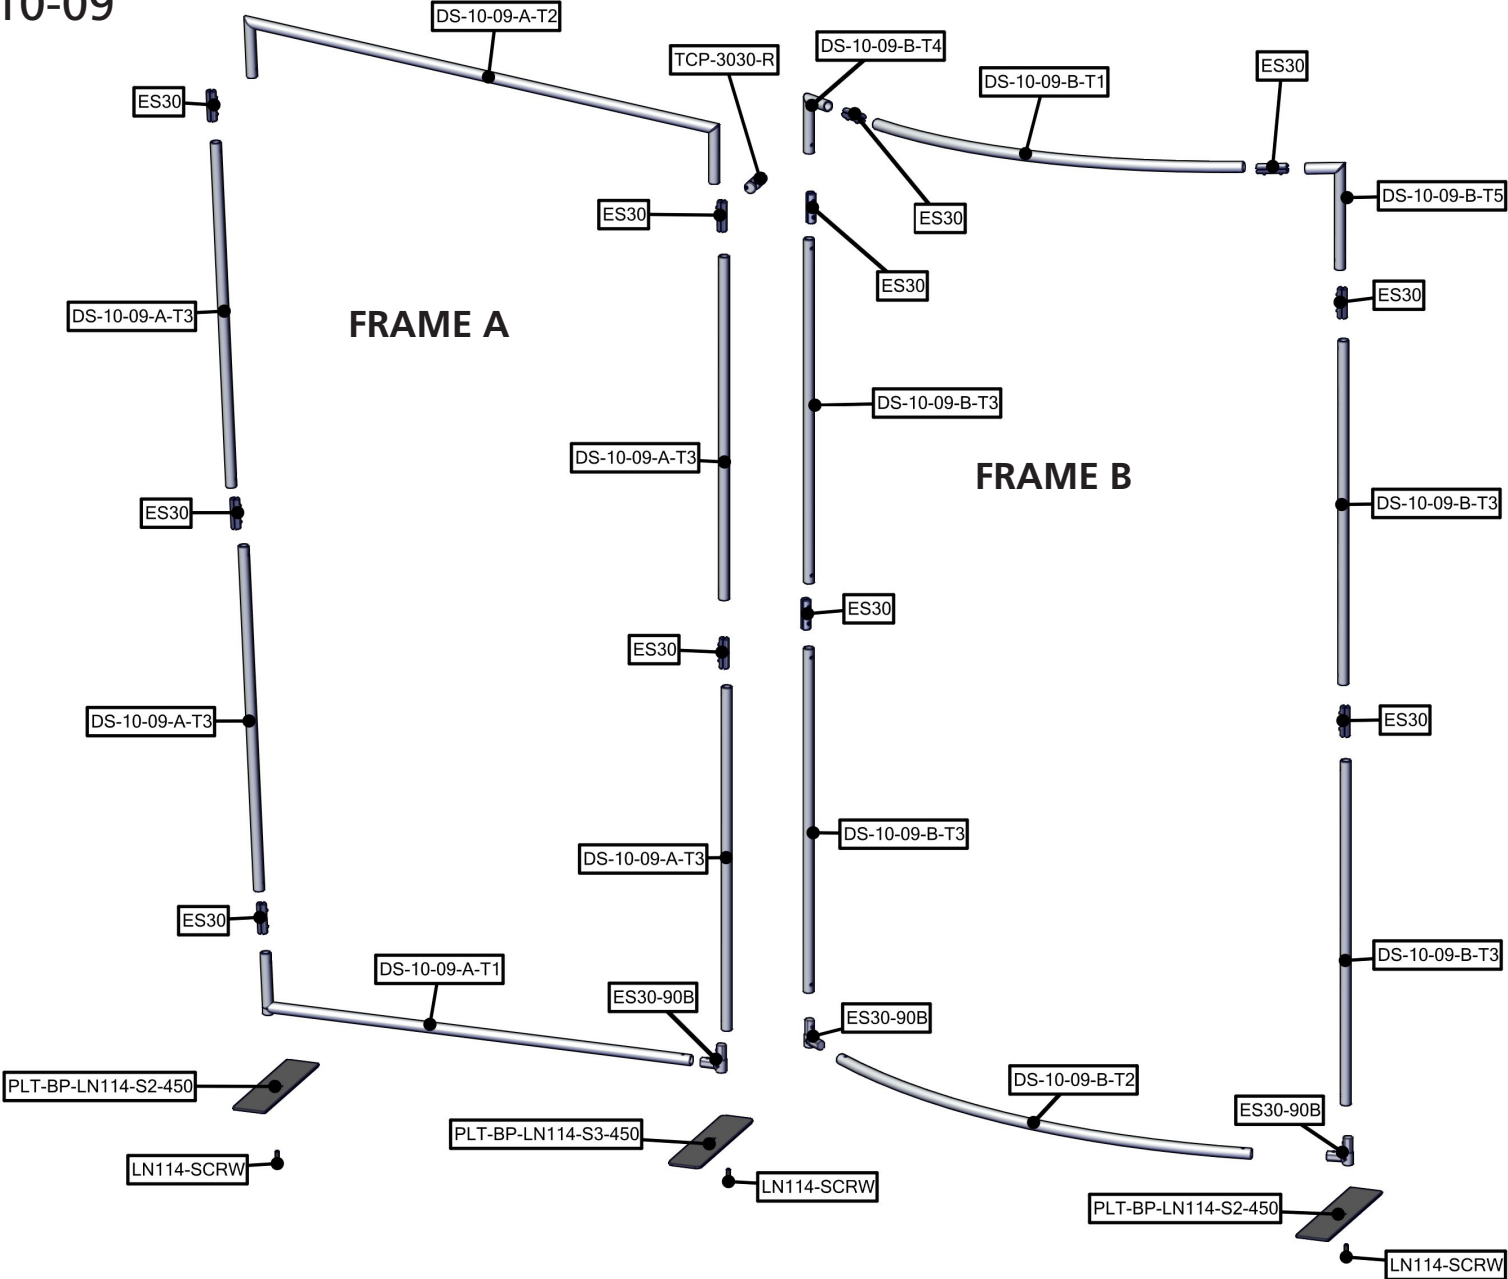 10-09
DS-10-09-A-T2
TCP-3030-R
DS-10-09-B-T4
DS-10-09-B-T1
ES30
ES30
DS-10-09-B-T5
ES30
ES30
ES30
ES30
DS-10-09-A-T3
FRAME A
DS-10-09-B-T3
DS-10-09-A-T3
FRAME B
DS-10-09-B-T3
ES30
ES30
ES30
ES30
DS-10-09-A-T3
DS-10-09-B-T3
DS-10-09-A-T3
ES30
DS-10-09-A-T1
DS-10-09-B-T3
ES30-90B
ES30-90B
PLT-BP-LN114-S2-450
DS-10-09-B-T2
ES30-90B
PLT-BP-LN114-S3-450
LN114-SCRW
LN114-SCRW
PLT-BP-LN114-S2-450
LN114-SCRW